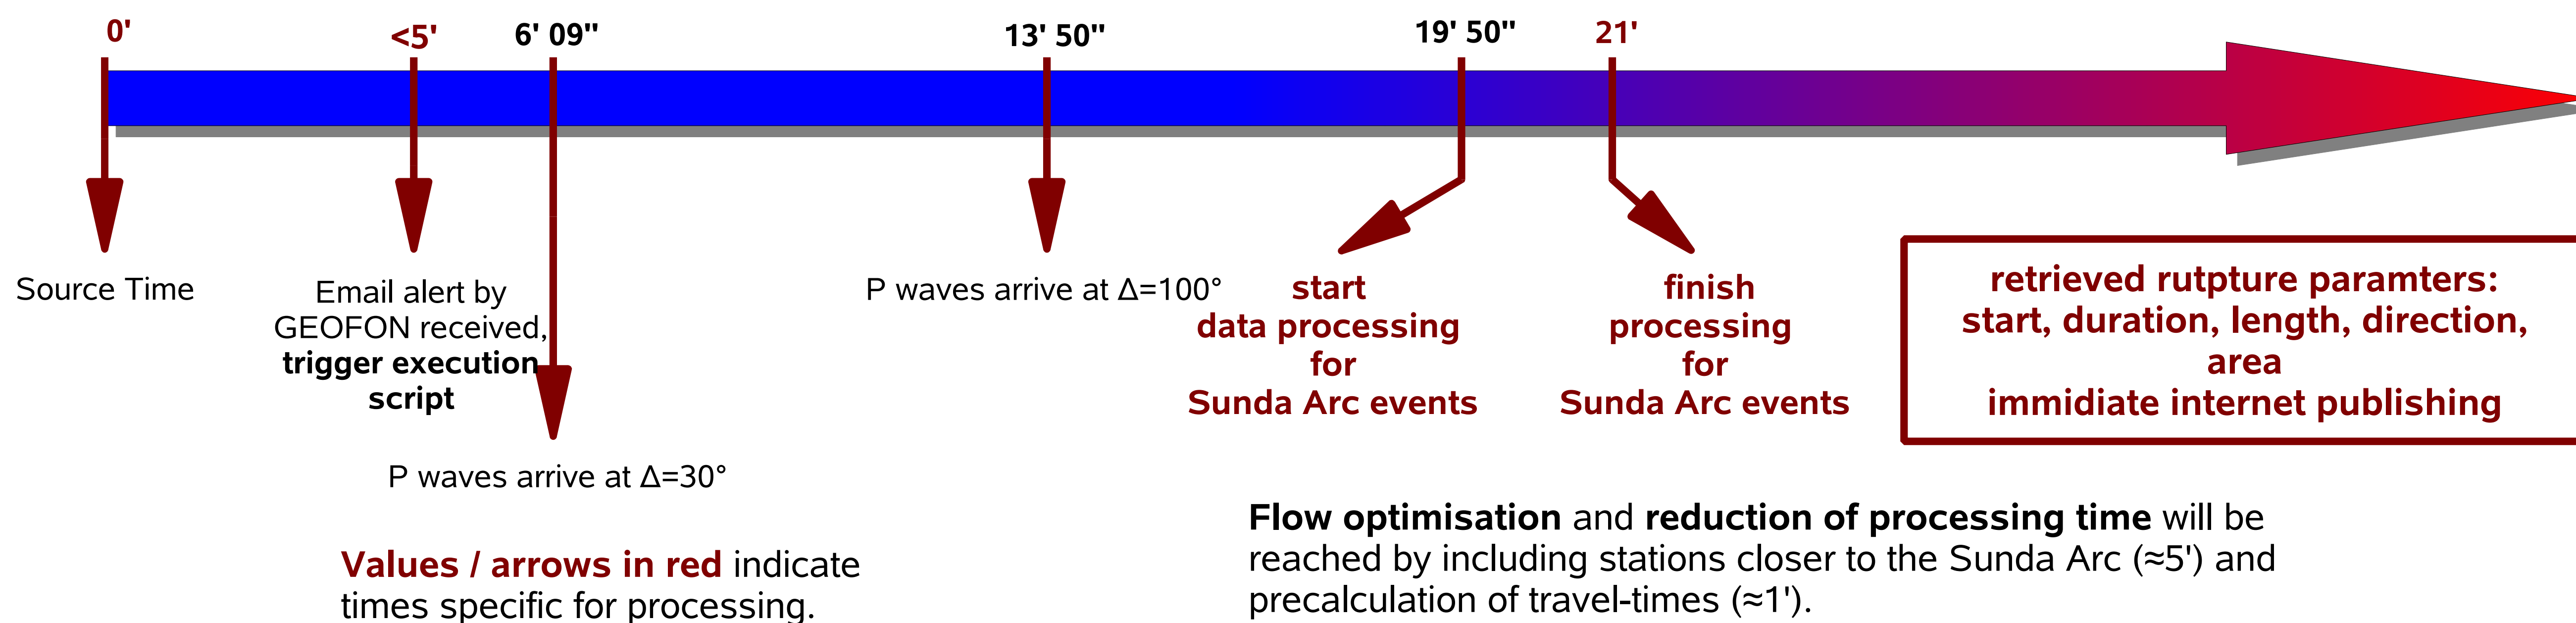 0'
<5'
6' 09"
13' 50"
19' 50"
21'
Source Time
Email alert by
GEOFON received,
trigger execution
script
P waves arrive at Δ=30°
P waves arrive at Δ=100°
start
data processing
for
Sunda Arc events
finish
processing
for
Sunda Arc events
retrieved rutpture paramters:
start, duration, length, direction,
area
immidiate internet publishing
Values / arrows in red indicate
times specific for processing.
Flow optimisation and reduction of processing time will be
reached by including stations closer to the Sunda Arc (≈5') and
precalculation of travel-times (≈1').